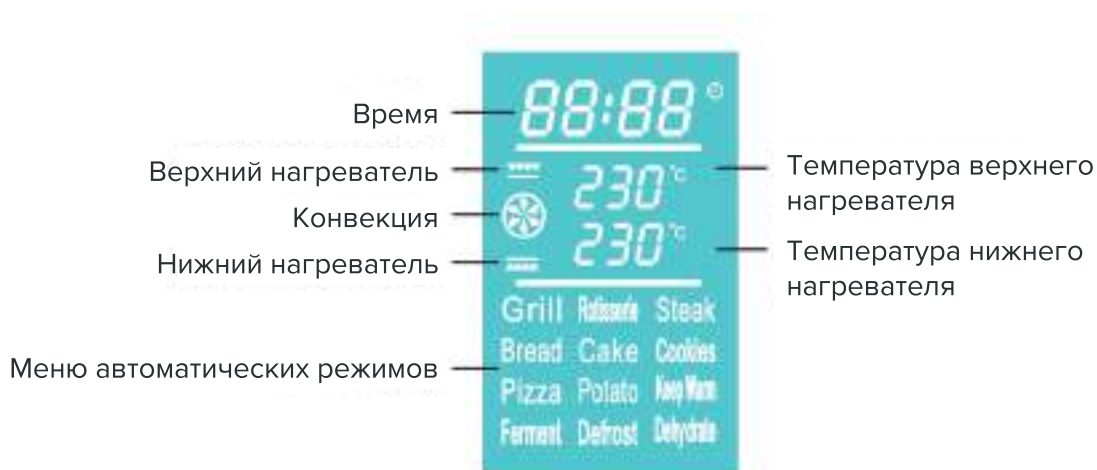 88:88
Время
Верхний нагреватель
Конвекция
Нижний нагреватель
Меню автоматических режимов
230 °C
230 °C
Температура верхнего
нагревателя
Температура нижнего
нагревателя
Grill Rotisserie Steak
Bread Cake Cookies
Pizza Potato Keep Warm
Ferment Defrost Dehydrate